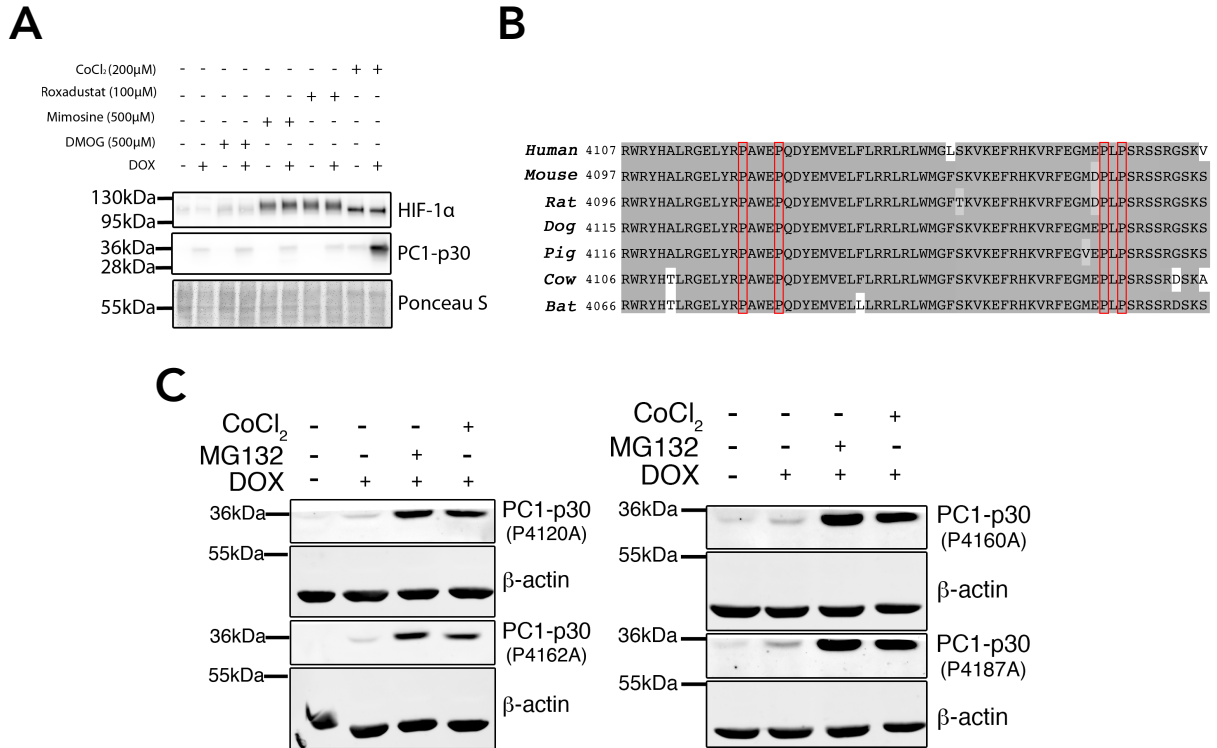 A
CoCl₂ (200μM) - - - - - - - - + +
Roxadustat (100μM) - - - - - - + + - -
Mimosine (500μM) - - - - + + - - - -
DMOG (500μM) - - + + - - - - - -
DOX - + - + - + - + - +
130kDa
95kDa
HIF-1α
36kDa
28kDa
PC1-p30
55kDa
Ponceau S
B
Human 4107 RWRYHALRGELYRPAWEPQDYEMVELFLRRLRLWMGLSKVKEFRHKVRFEGMEPLPSRSSRGSKV
Mouse 4097 RWRYHALRGELYRPAWEPQDYEMVELFLRRLRLWMGFSKVKEFRHKVRFEGMDPLPSRSSRGSKS
Rat 4096 RWRYHALRGELYRPAWEPQDYEMVELFLRRLRLWMGFTKVKEFRHKVRFEGMDPLPSRSSRGSKS
Dog 4115 RWRYHALRGELYRPAWEPQDYEMVELFLRRLRLWMGFSKVKEFRHKVRFEGMEPLPSRSSRGSKS
Pig 4116 RWRYHALRGELYRPAWEPQDYEMVELFLRRLRLWMGFSKVKEFRHKVRFEGVEPLPSRSSRGSKS
Cow 4106 RWRYHTLRGELYRPAWEPQDYEMVELFLRRLRLWMGFSKVKEFRHKVRFEGMEPLPSRSSRDSKA
Bat 4066 RWRYHTLRGELYRPAWEPQDYEMVELLLRRLRLWMGFSKVKEFRHKVRFEGMEPLPSRSSRDSKS
C
CoCl₂ - - - +
MG132 - - + -
DOX - + + +
36kDa
PC1-p30
(P4120A)
55kDa
β-actin
36kDa
PC1-p30
(P4162A)
55kDa
β-actin
CoCl₂ - - - +
MG132 - - + -
DOX - + + +
36kDa
PC1-p30
(P4160A)
55kDa
β-actin
36kDa
PC1-p30
(P4187A)
55kDa
β-actin